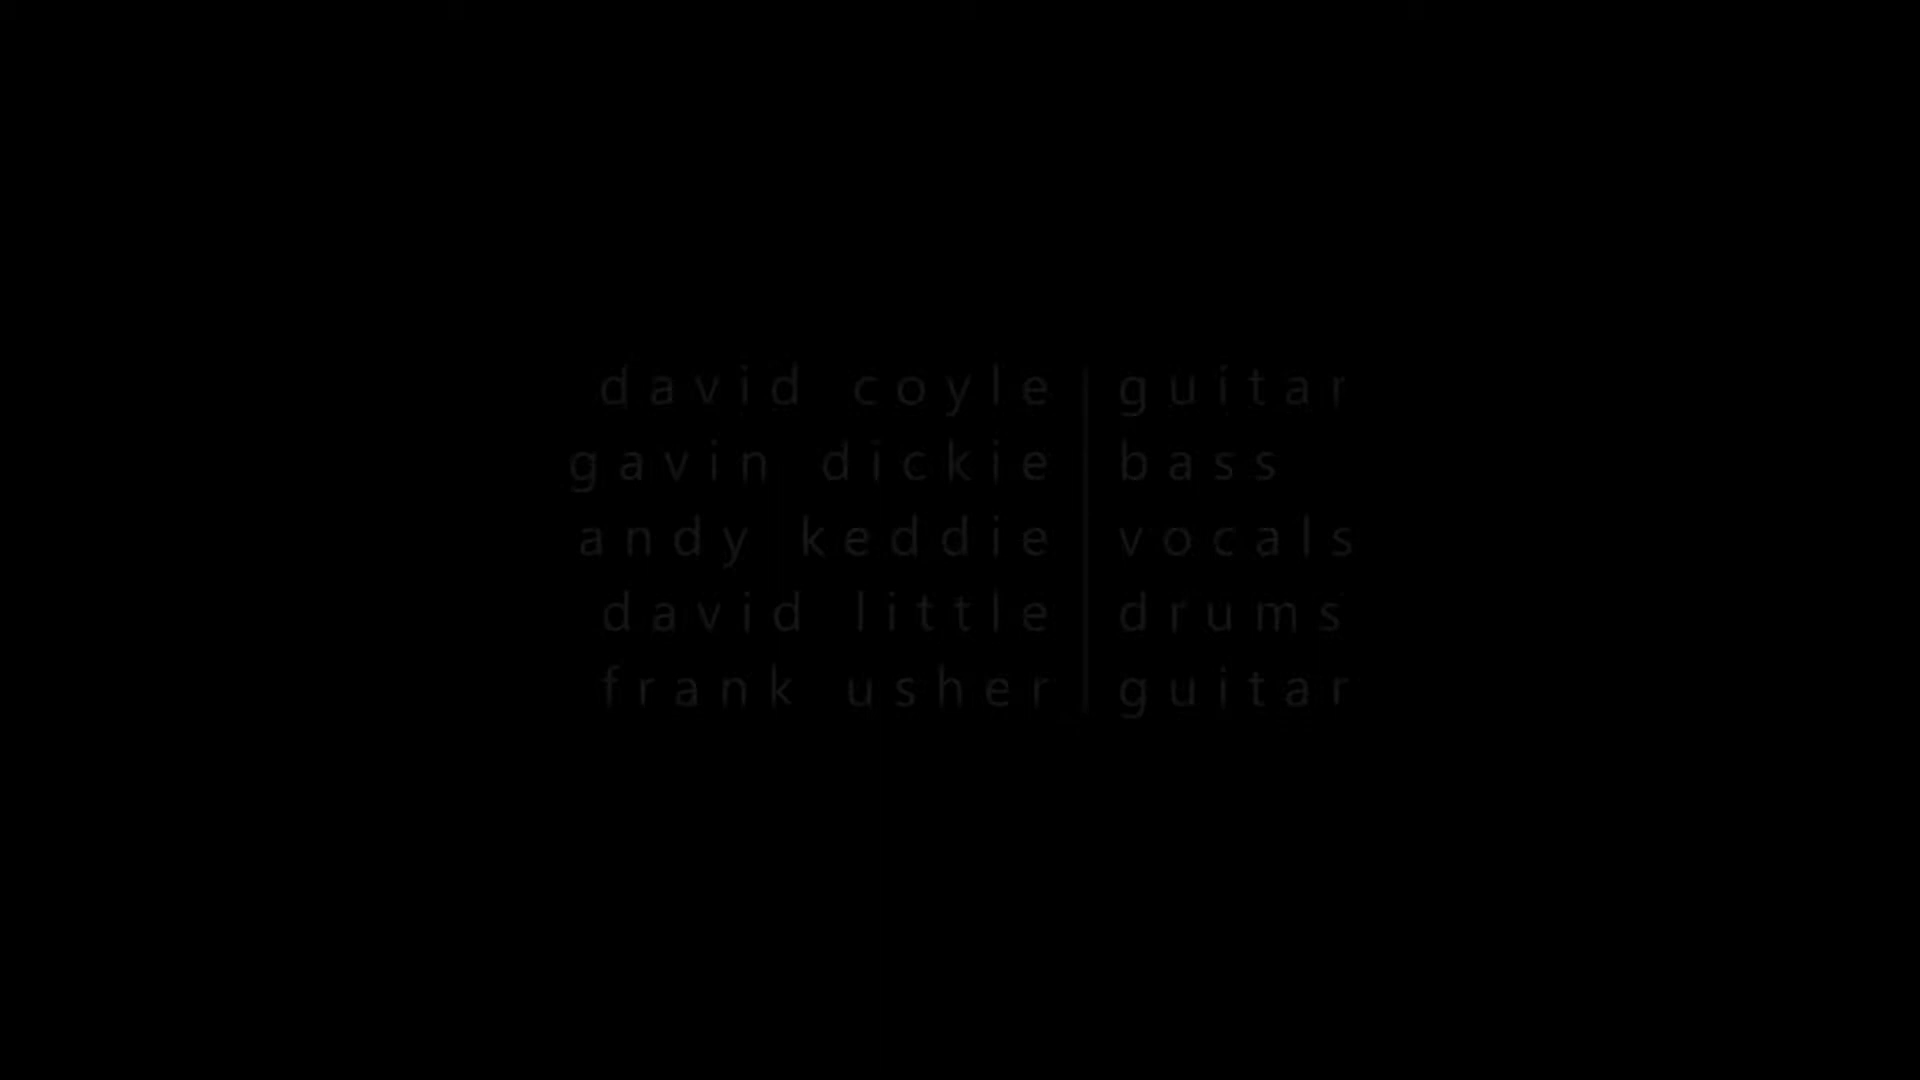 david coyle | guitar
gavin dickie | bass
andy keddie | vocals
david little | drums
frank usher | guitar